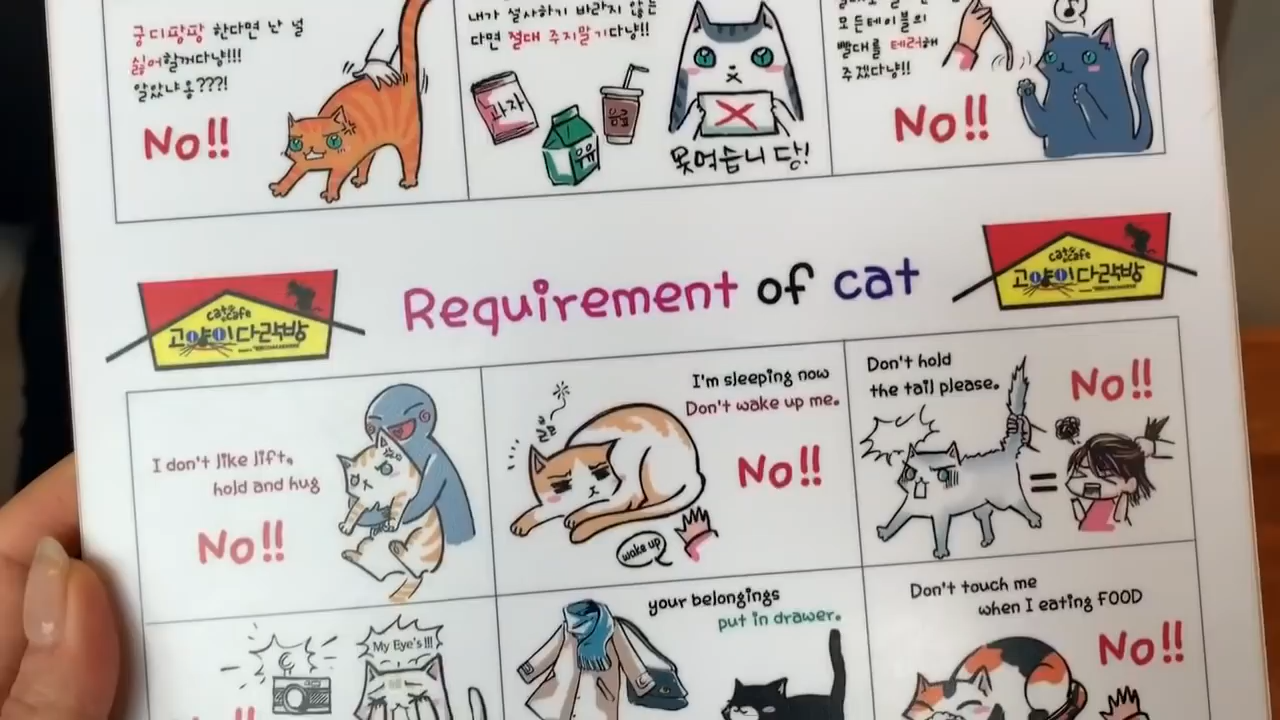 궁디팡팡 한다면 난 널
싫어할꺼다냥!!!
알았냐옹???!
No!!
내가 설사하기 바라지 않는
다면 절대 주지말기다냥!!
과자
우유
음료
못먹습니당!
모든테이블의
빨대를 테러해
주겠다냥!!
No!!
Requirement of cat
cat cafe
고양이다락방
cat cafe
고양이다락방
I don't like lift,
hold and hug
No!!
I'm sleeping now
Don't wake up me.
No!!
wake up
Don't hold
the tail please.
No!!
=
My Eye's!!!
your belongings
put in drawer.
Don't touch me
when I eating FOOD
No!!